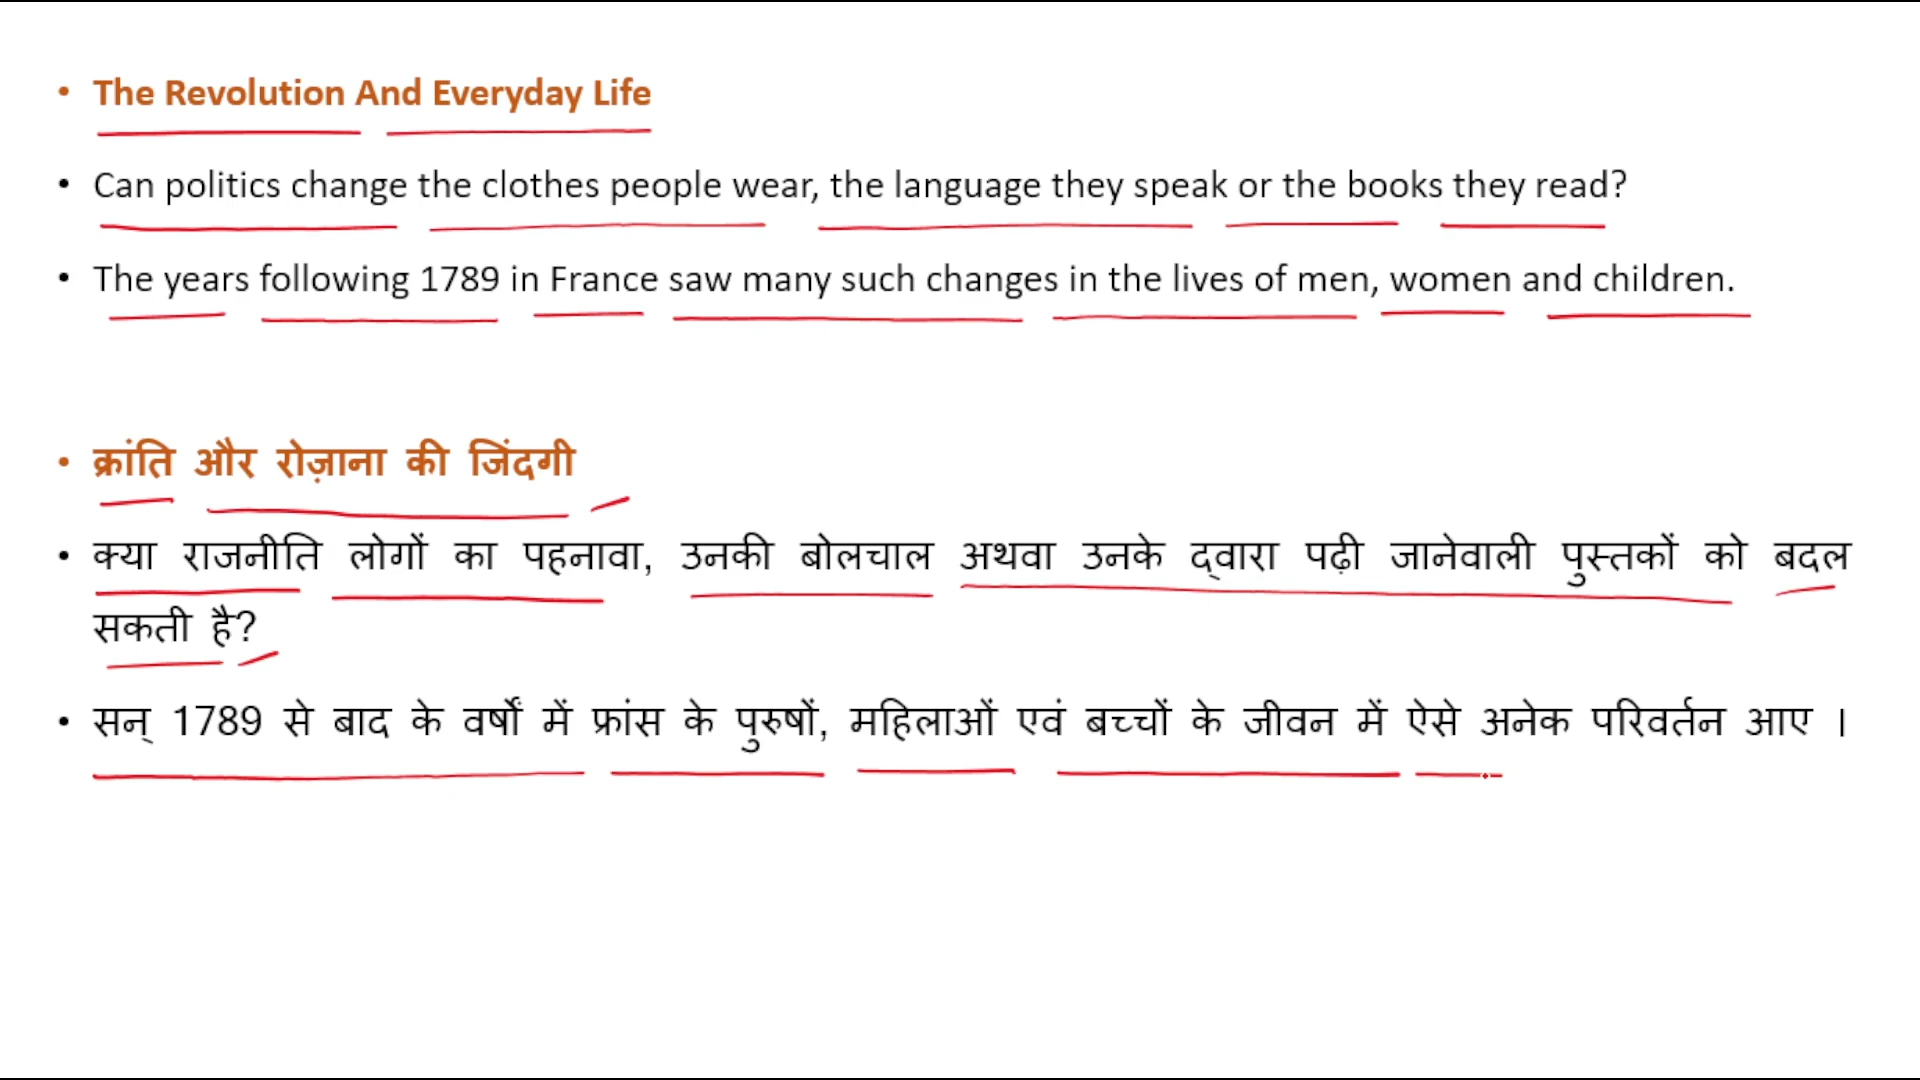 • The Revolution And Everyday Life
• Can politics change the clothes people wear, the language they speak or the books they read?
• The years following 1789 in France saw many such changes in the lives of men, women and children.
• क्रांति और रोज़ाना की जिंदगी
• क्या राजनीति लोगों का पहनावा, उनकी बोलचाल अथवा उनके द्वारा पढ़ी जानेवाली पुस्तकों को बदल
सकती है?
• सन् 1789 से बाद के वर्षों में फ्रांस के पुरुषों, महिलाओं एवं बच्चों के जीवन में ऐसे अनेक परिवर्तन आए ।